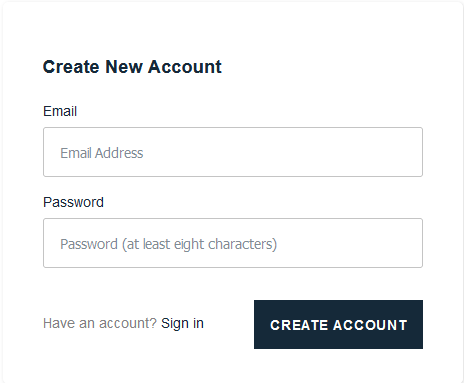 Create New Account
Email
Email Address
Password
Password (at least eight characters)
Have an account? Sign in
CREATE ACCOUNT